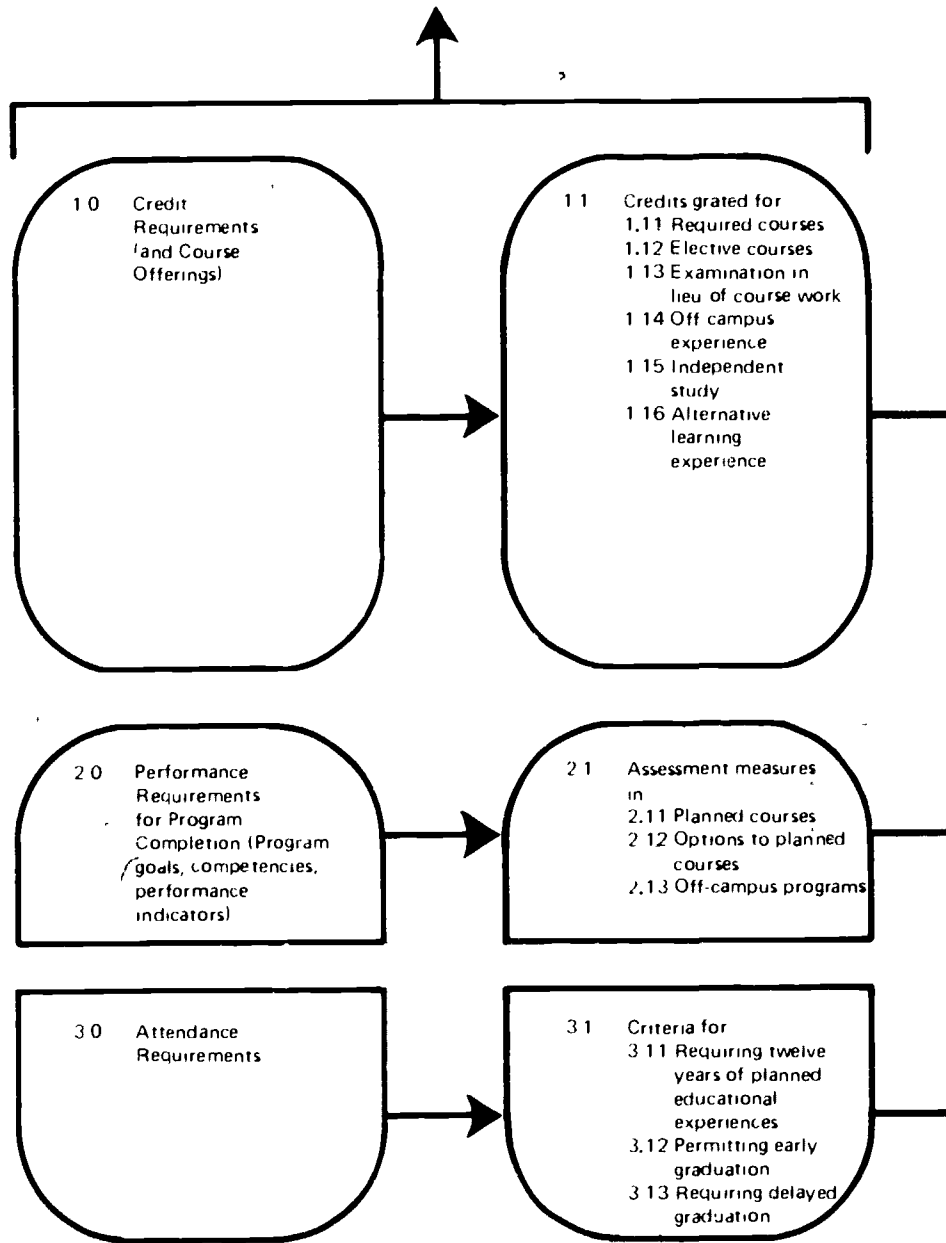 1 0 Credit
Requirements
(and Course
Offerings)
1 1 Credits grated for
1.11 Required courses
1.12 Elective courses
1 13 Examination in
lieu of course work
1 14 Off campus
experience
1 15 Independent
study
1 16 Alternative
learning
experience
2 0 Performance
Requirements
for Program
Completion (Program
goals, competencies,
performance
indicators)
2 1 Assessment measures
in
2.11 Planned courses
2 12 Options to planned
courses
2.13 Off-campus programs
3 0 Attendance
Requirements
3 1 Criteria for
3 11 Requiring twelve
years of planned
educational
experiences
3.12 Permitting early
graduation
3 13 Requiring delayed
graduation